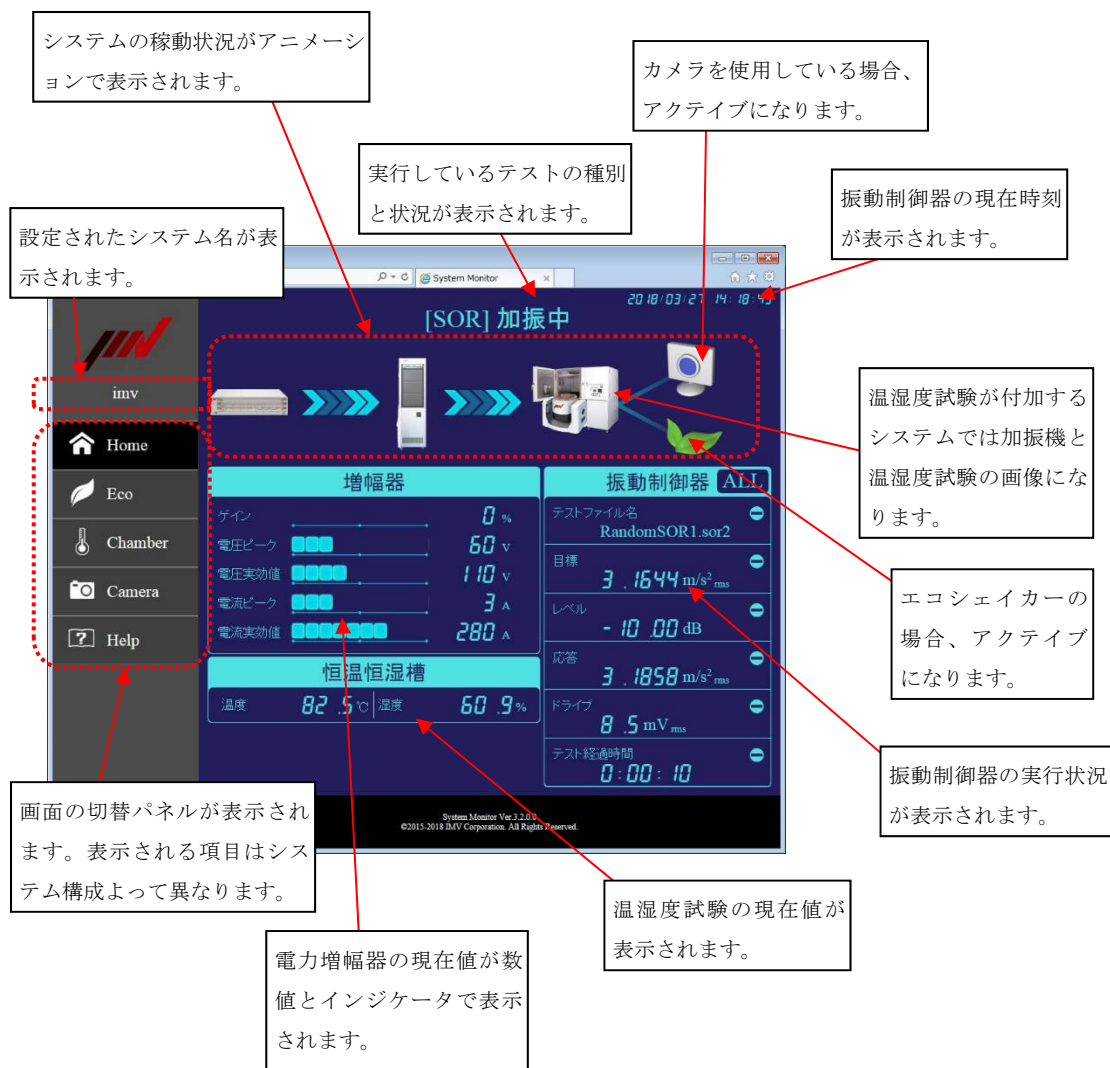 システムの稼動状況がアニメーシ
ョンで表示されます。
カメラを使用している場合、
アクテイブになります。
実行しているテストの種別
と状況が表示されます。
振動制御器の現在時刻
が表示されます。
設定されたシステム名が表
示されます。
System Monitor
2018/03/27 14:18:43
[SOR] 加振中
imv
Home
Eco
Chamber
Camera
Help
増幅器
ゲイン 0 %
電圧ピーク 60 V
電圧実効値 110 V
電流ピーク 3 A
電流実効値 280 A
恒温恒湿槽
温度 82.5 ℃ 湿度 60.9 %
振動制御器 ALL
テストファイル名
RandomSOR1.sor2
目標
3.1644 m/s² rms
レベル
-10.00 dB
応答
3.1858 m/s² rms
ドライブ
8.5 mV rms
テスト経過時間
0:00:10
System Monitor Ver.3.2.0.0
©2015-2018 IMV Corporation. All Rights Reserved.
温湿度試験が付加する
システムでは加振機と
温湿度試験の画像にな
ります。
エコシェイカーの
場合、アクテイブ
になります。
振動制御器の実行状況
が表示されます。
画面の切替パネルが表示され
ます。表示される項目はシス
テム構成よって異なります。
温湿度試験の現在値が
表示されます。
電力増幅器の現在値が数
値とインジケータで表示
されます。